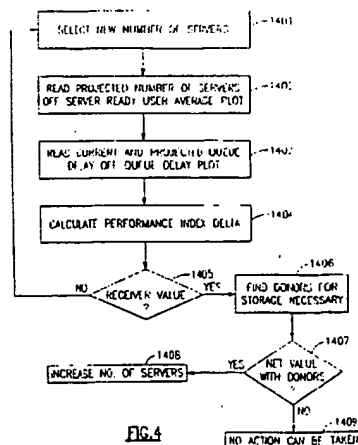 SELECT NEW NUMBER OF SERVERS
1401
READ PROJECTED NUMBER OF SERVERS
OFF SERVER READY USER AVERAGE PLOT
1402
READ CURRENT AND PROJECTED QUEUE
DELAY OFF QUEUE DELAY PLOT
1403
CALCULATE PERFORMANCE INDEX DELTA
1404
1405
RECEIVER VALUE
?
NO
YES
1406
FIND DONORS FOR
STORAGE NECESSARY
1407
NET VALUE
WITH DONORS
?
YES
NO
1408
INCREASE NO. OF SERVERS
1409
NO ACTION CAN BE TAKEN
FIG.4